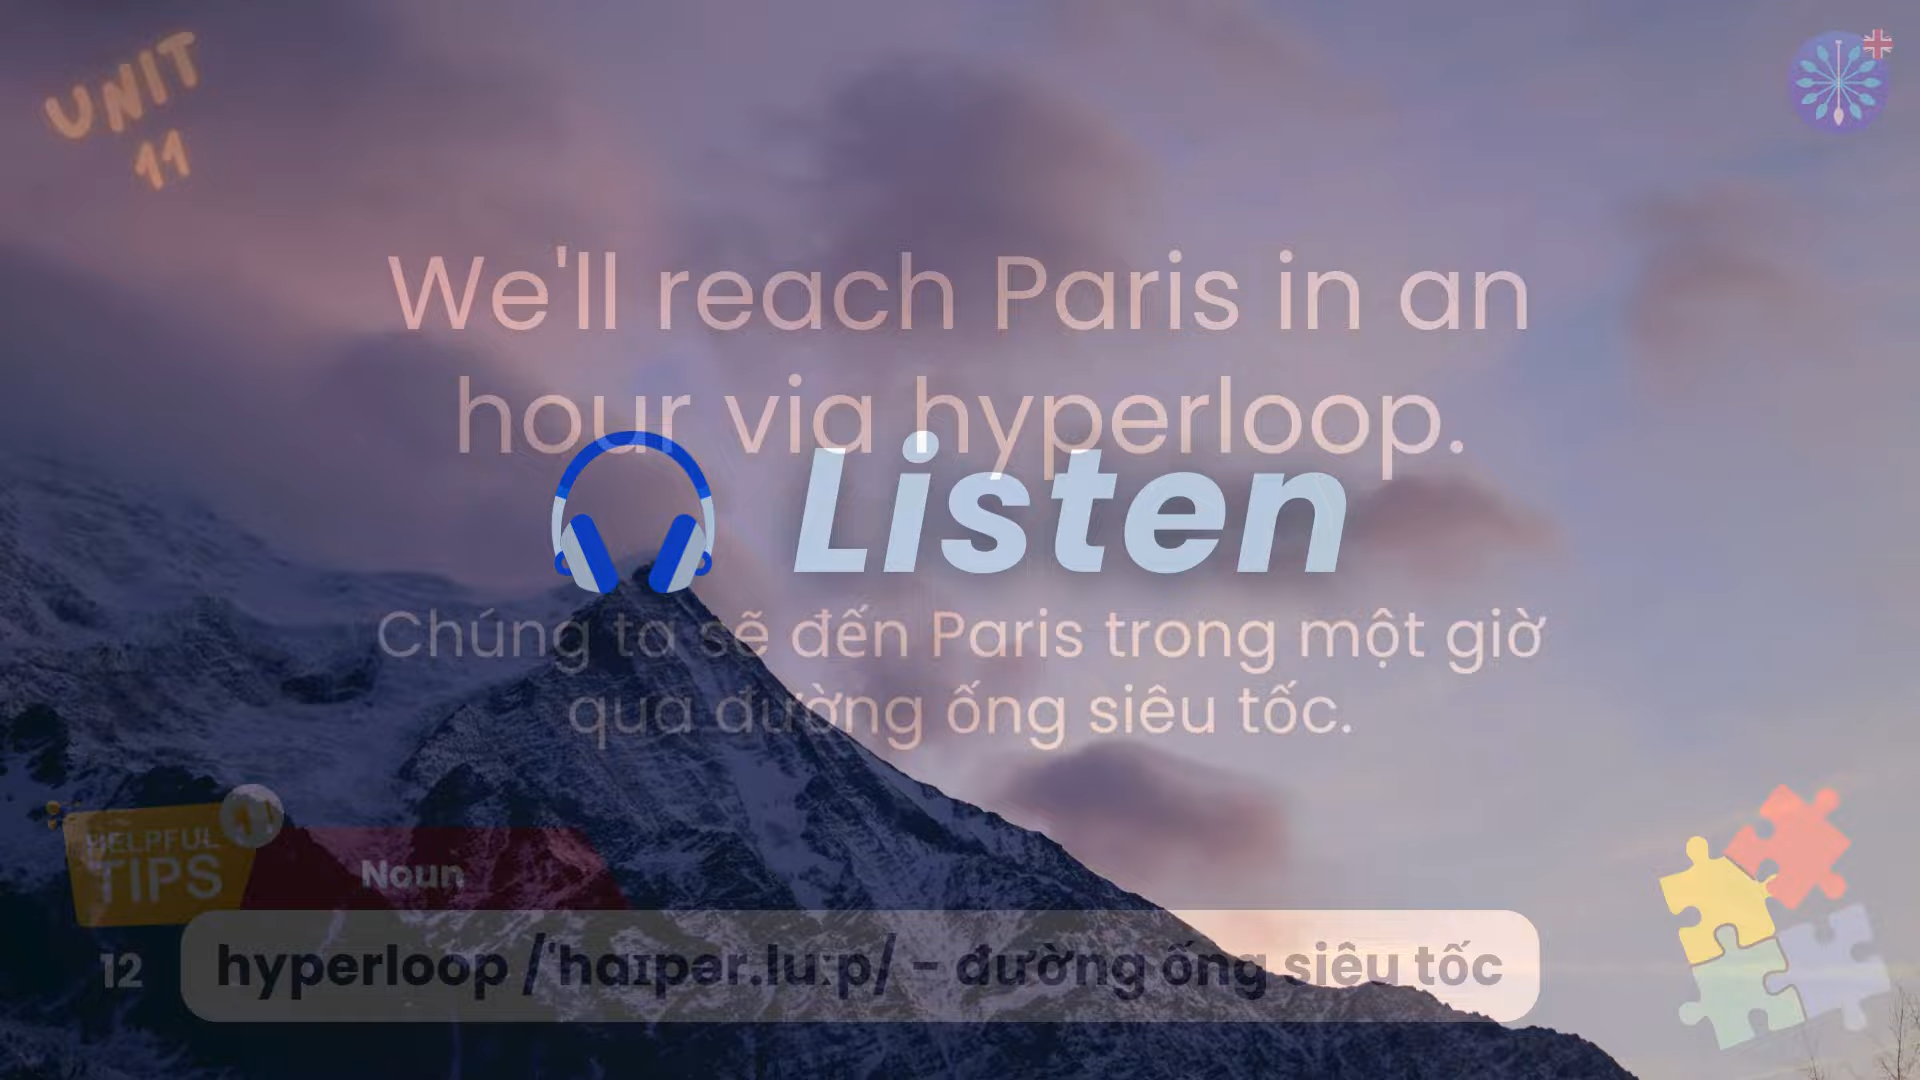 UNIT
11
We'll reach Paris in an
hour via hyperloop.
Listen
Chúng ta sẽ đến Paris trong một giờ
qua đường ống siêu tốc.
HELPFUL
TIPS
Noun
12
hyperloop /ˈhaɪpər.luːp/ - đường ống siêu tốc